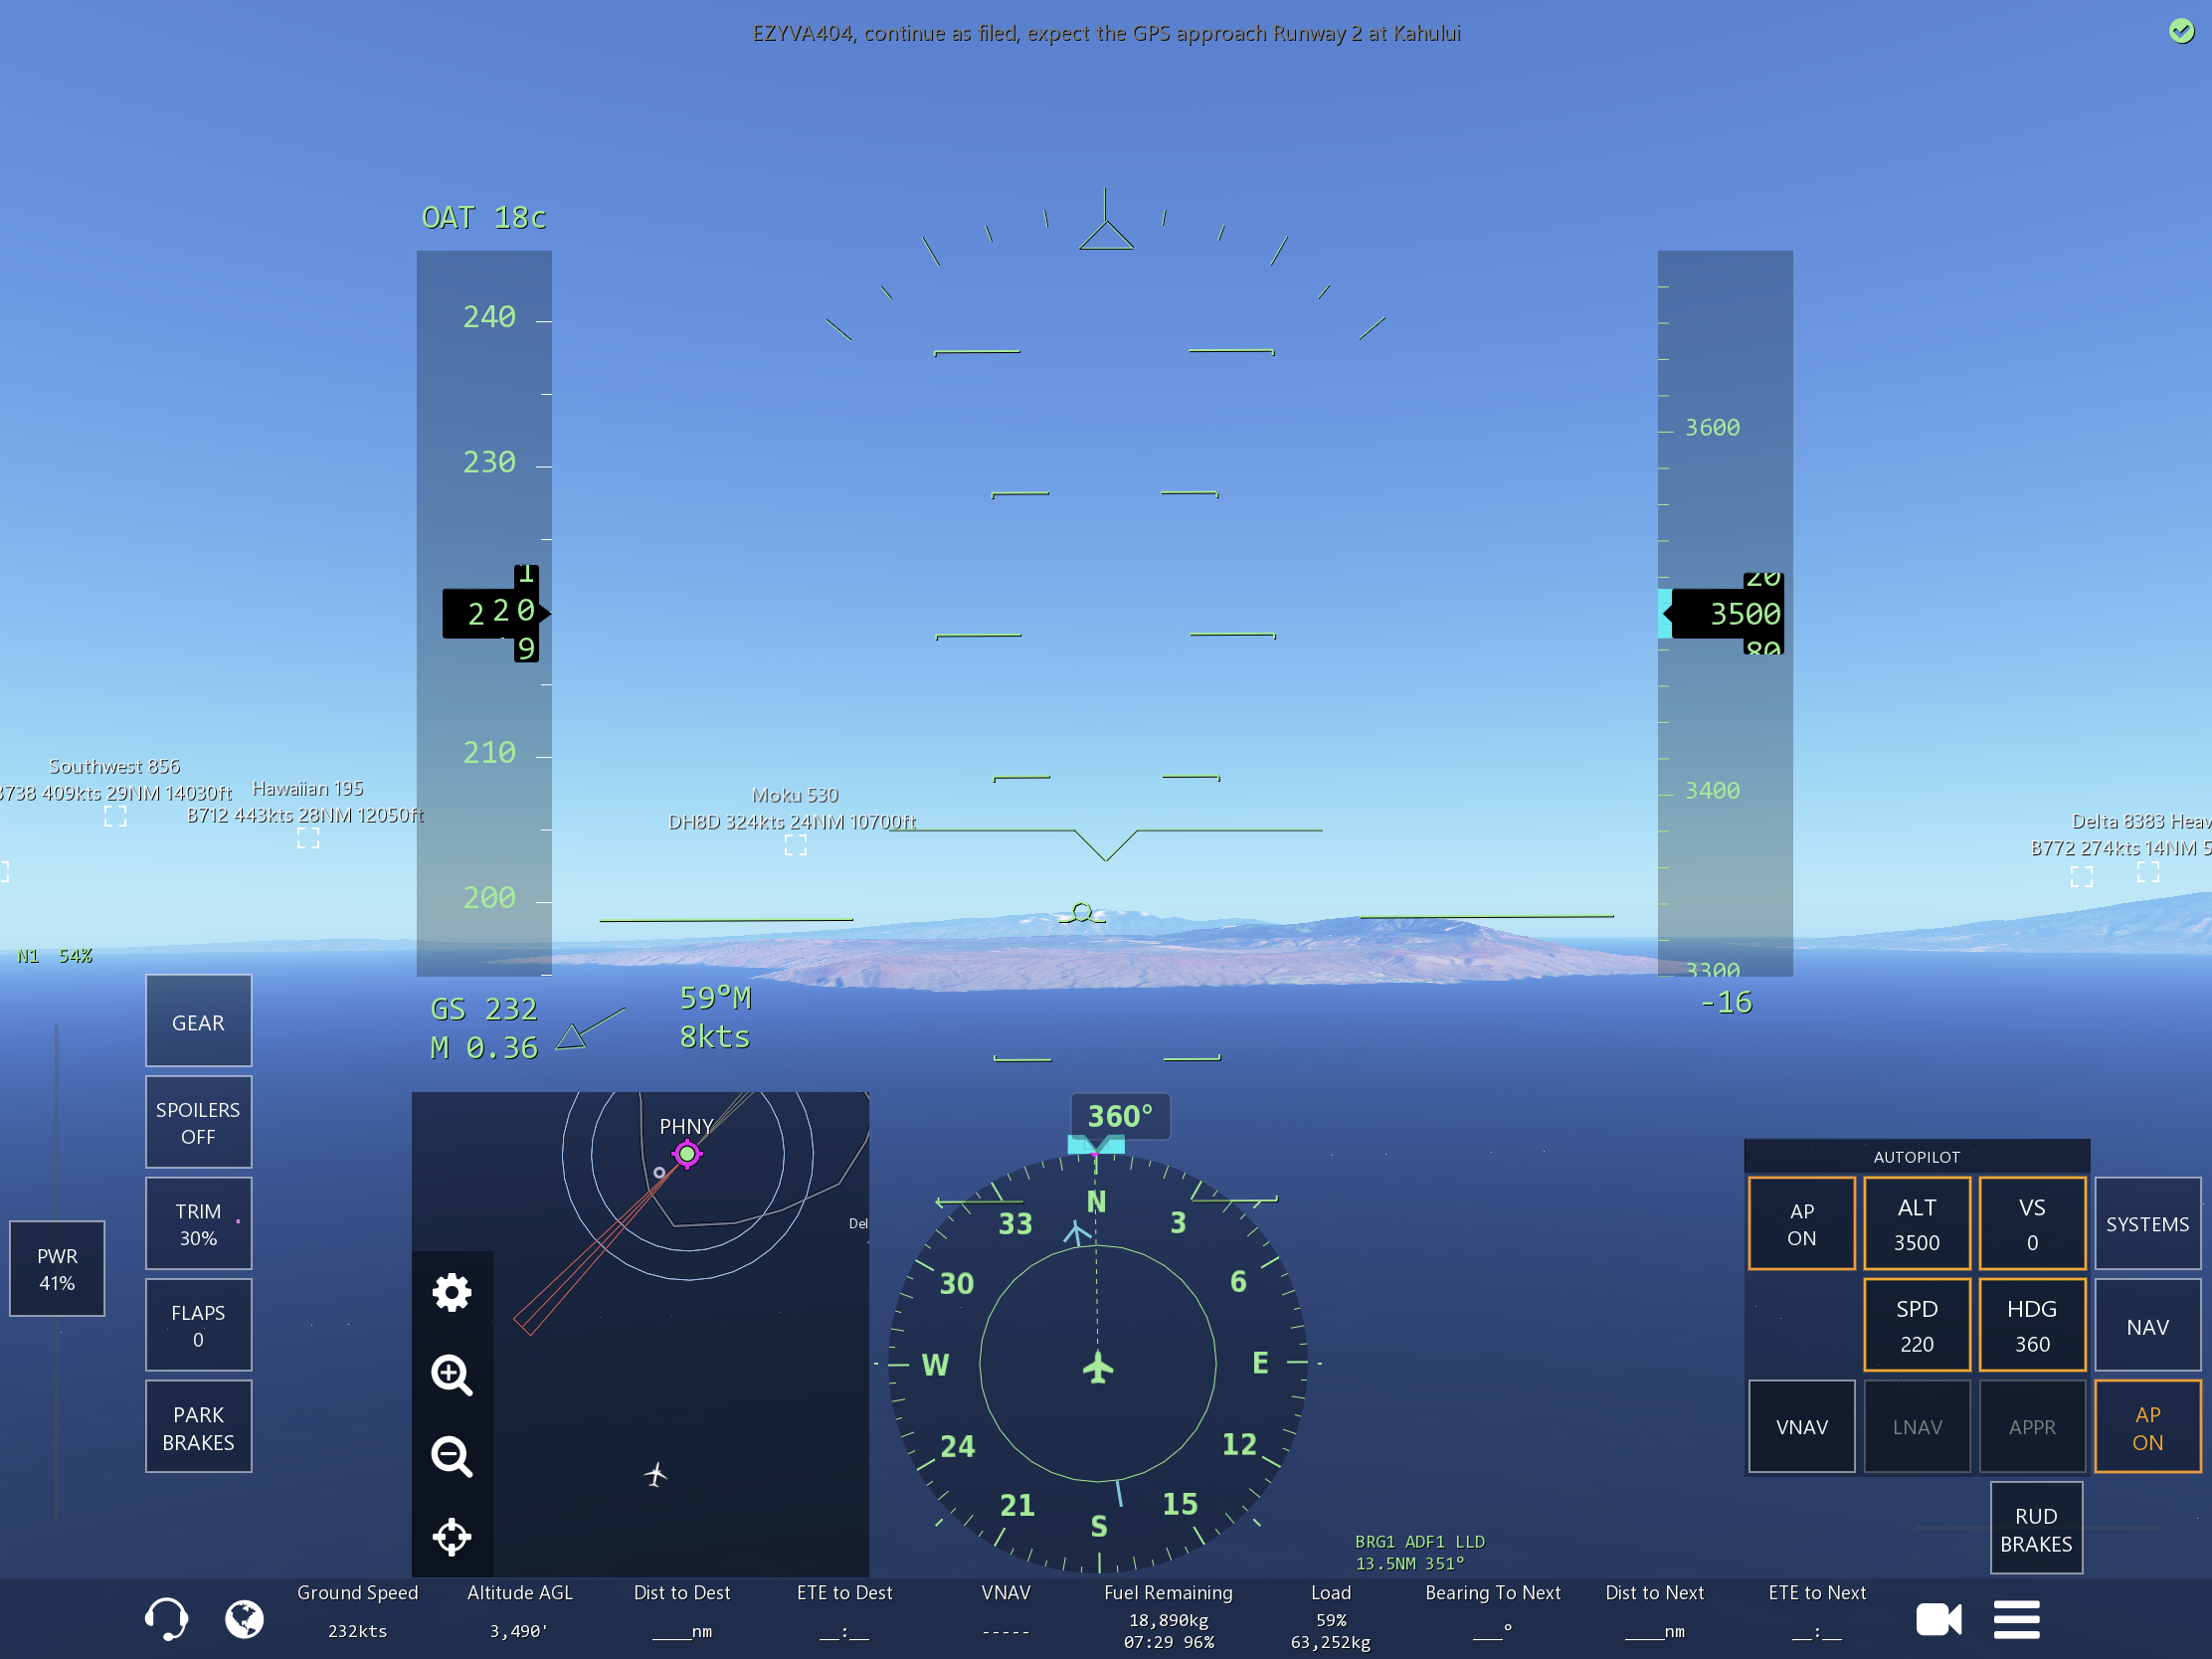 EZYVA404, continue as filed, expect the GPS approach Runway 2 at Kahului
OAT 18c
240
230
1
2 2 0
9
210
200
3600
20
3500
80
3400
3300
-16
Southwest 856
B738 409kts 29NM 14030ft
Hawaiian 195
B712 443kts 28NM 12050ft
Moku 530
DH8D 324kts 24NM 10700ft
Delta 8383 Heav
B772 274kts 14NM 5
N1 54%
GS 232
M 0.36
59°M
8kts
GEAR
SPOILERS
OFF
TRIM
30%
FLAPS
0
PARK
BRAKES
PWR
41%
PHNY
Del
360°
N
3
6
E
12
15
S
21
24
W
30
33
BRG1 ADF1 LLD
13.5NM 351°
AUTOPILOT
AP
ON
ALT
3500
VS
0
SYSTEMS
SPD
220
HDG
360
NAV
VNAV
LNAV
APPR
AP
ON
RUD
BRAKES
Ground Speed
232kts
Altitude AGL
3,490'
Dist to Dest
____nm
ETE to Dest
__:__
VNAV
-----
Fuel Remaining
18,890kg
07:29 96%
Load
59%
63,252kg
Bearing To Next
___°
Dist to Next
____nm
ETE to Next
__:__